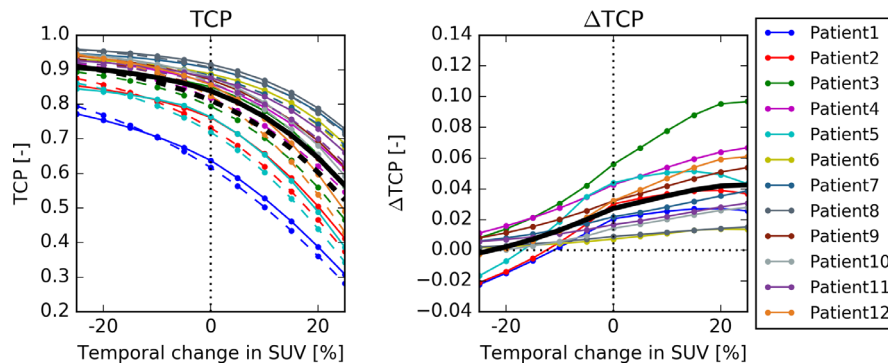 TCP
ΔTCP
1.0
0.9
0.8
0.7
0.6
0.5
0.4
0.3
0.2
TCP [-]
-20
0
20
Temporal change in SUV [%]
0.14
0.12
0.10
0.08
0.06
0.04
0.02
0.00
−0.02
−0.04
ΔTCP [-]
-20
0
20
Temporal change in SUV [%]
Patient1
Patient2
Patient3
Patient4
Patient5
Patient6
Patient7
Patient8
Patient9
Patient10
Patient11
Patient12